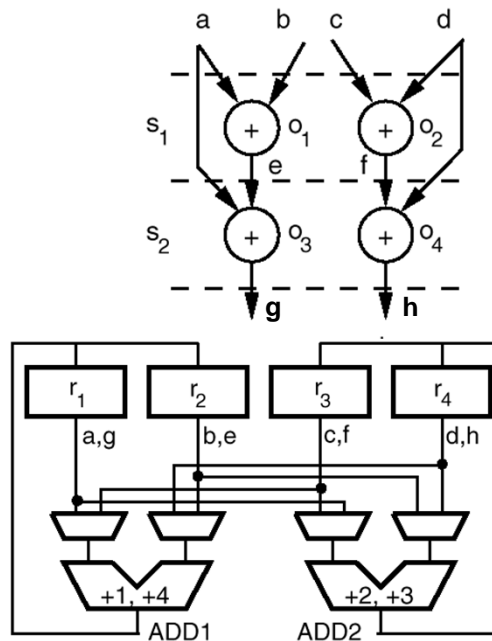 a b c d
s1 + o1 + o2
e f
s2 + o3 + o4
g h
r1 r2 r3 r4
a,g b,e c,f d,h
+1, +4 +2, +3
ADD1 ADD2